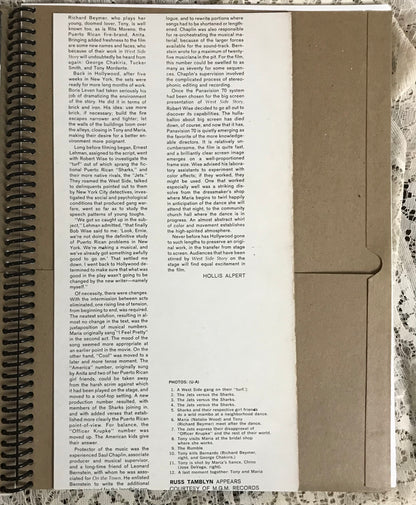 Richard Beymer, who plays her
young, doomed lover, Tony, is well
known too, as is Rita Moreno, the
Puerto Rican fire-brand, Anita.
Bringing added freshness to the film
are some new names and faces, who
because of their work in West Side
Story will undoubtedly be heard from
again: George Chakiris, Tucker
Smith, and Tony Mordente.
Back in Hollywood, after five
weeks in New York, the sets were
ready for more long months of work.
Boris Leven had taken seriously his
job of dramatizing the environment
of the story. He did it in terms of
brick and iron. His idea: use more
brick, if necessary; build the fire
escapes narrower and tighter; let
the walls of the buildings loom over
the alleys, closing in Tony and Maria,
making their desire for a better en-
vironment more poignant.
Long before filming began, Ernest
Lehman, assigned to the script, went
with Robert Wise to investigate the
"turf" out of which sprang the fic-
tional Puerto Rican "Sharks," and
their more native rivals, the "Jets."
They roamed the West Side, talked
to delinquents pointed out to them
by New York City detectives, inves-
tigated the social and psychological
conditions that produced gang war-
fare, went so far as to study the
speech patterns of young toughs.
"We got so caught up in the sub-
ject," Lehman admitted, "that finally
Bob Wise said to me: 'Look, Ernie,
we're not doing the definitive study
of Puerto Rican problems in New
York. We're making a musical, and
we've already got something awfully
good to go on.' That settled me
down. I went back to Hollywood de-
termined to make sure that what was
good in the play wasn't going to be
changed by the new writer—namely
myself."
Of necessity, there were changes.
With the intermission between acts
eliminated, one rising line of tension,
from beginning to end, was required.
The neatest solution, resulting in al-
most no change in the text, was the
juxtaposition of musical numbers.
Maria originally sang "I Feel Pretty"
in the second act. The mood of the
song seemed more appropriate at
an earlier point in the movie. On the
other hand, "Cool" was moved to a
later and more tense moment. The
"America" number, originally sung
by Anita and two of her Puerto Rican
girl friends, could be taken away
from the harsh scrim against which
it had been played on the stage, and
moved to a roof-top setting. A new
production number resulted, with
members of the Sharks joining in,
and with added verses that estab-
lished more clearly the Puerto Rican
point-of-view. For balance, the
"Officer Krupke" number was
moved up. The American kids give
their answer.
Protector of the music was the
experienced Saul Chaplin, associate
producer and musical supervisor,
and a long-time friend of Leonard
Bernstein, with whom he was asso-
ciated for On the Town. He enlisted
Bernstein to write the additional
logue, and to rewrite portions where
songs had to be shortened or length-
ened. Chaplin was also responsible
for re-orchestrating the musical ma-
terial, because of the larger forces
available for the sound-track. Bern-
stein wrote for a maximum of twenty-
five musicians in the pit. For the film,
this number could be swelled to as
many as seventy for some sequen-
ces. Chaplin's supervision involved
the complicated process of stereo-
phonic editing and recording.
Once the Panavision 70 system
had been chosen for the big screen
presentation of West Side Story,
Robert Wise decided to go all out to
discover its capabilities. The hulla-
balloo about big screen has died
down, of course, and now that it has,
Panavision 70 is quietly emerging as
the favorite of the more knowledge-
able directors. It is relatively un-
cumbersome, the film is quite fast,
and a brilliantly clear screen image
emerges on a well-proportioned
frame size. Wise advised his labora-
tory assistants to experiment with
color effects; if they worked, they
might be used. One that worked
especially well was a striking dis-
solve from the dressmaker's shop
where Maria begins to twirl happily
in anticipation of the dance she will
attend that night, to the community
church hall where the dance is in
progress. An almost abstract whirl
of color and movement establishes
the high-spirited atmosphere.
Never before has Hollywood gone
to such lengths to preserve an origi-
nal work, in the transfer from stage
to screen. Audiences that have been
stirred by West Side Story on the
stage will find equal excitement in
the film.
HOLLIS ALPERT
PHOTOS: (U-A)
1. A West Side gang on their "turf."
2. The Jets versus the Sharks.
3. The Jets versus the Sharks.
4. The Jets versus the Sharks.
5. Sharks and their respective girl friends
do a wild mambo at a neighborhood dance.
6. Maria (Natalie Wood) and Tony
(Richard Beymer) meet after the dance.
7. The Jets express their disapproval of
"Officer Krupke" and the rest of their world.
8. Tony visits Maria at the bridal shop
where she works.
9. The Rumble.
10. Tony kills Bernardo (Richard Beymer,
right, and George Chakiris).
11. Tony is shot by Maria's fiance, Chino
(Jose DeVega, right).
12. A last moment together: Tony and Maria
RUSS TAMBLYN APPEARS
COURTESY OF M.G.M. RECORDS